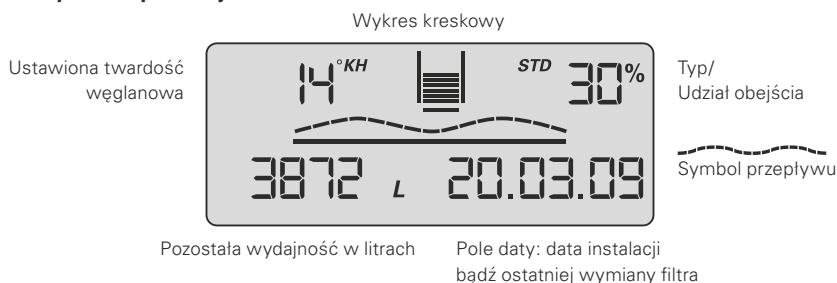 Wykres kreskowy
Ustawiona twardość
węglanowa
14 °KH
STD 30%
Typ/
Udział obejścia
Symbol przepływu
3872 L 20.03.09
Pozostała wydajność w litrach
Pole daty: data instalacji
bądź ostatniej wymiany filtra